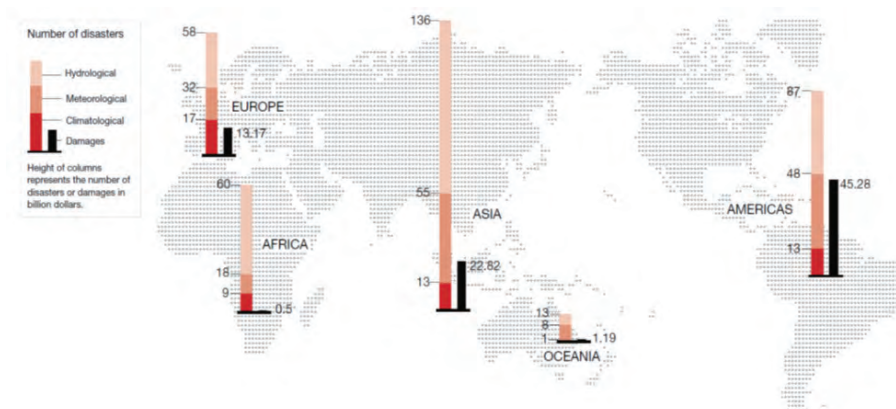 Number of disasters
Hydrological
Meteorological
Climatological
Damages
Height of columns
represents the number of
disasters or damages in
billion dollars.
58
32
17
EUROPE
13.17
60
18
9
AFRICA
0.5
136
55
13
ASIA
22.82
13
8
1
1.19
OCEANIA
87
48
13
AMERICAS
45.28